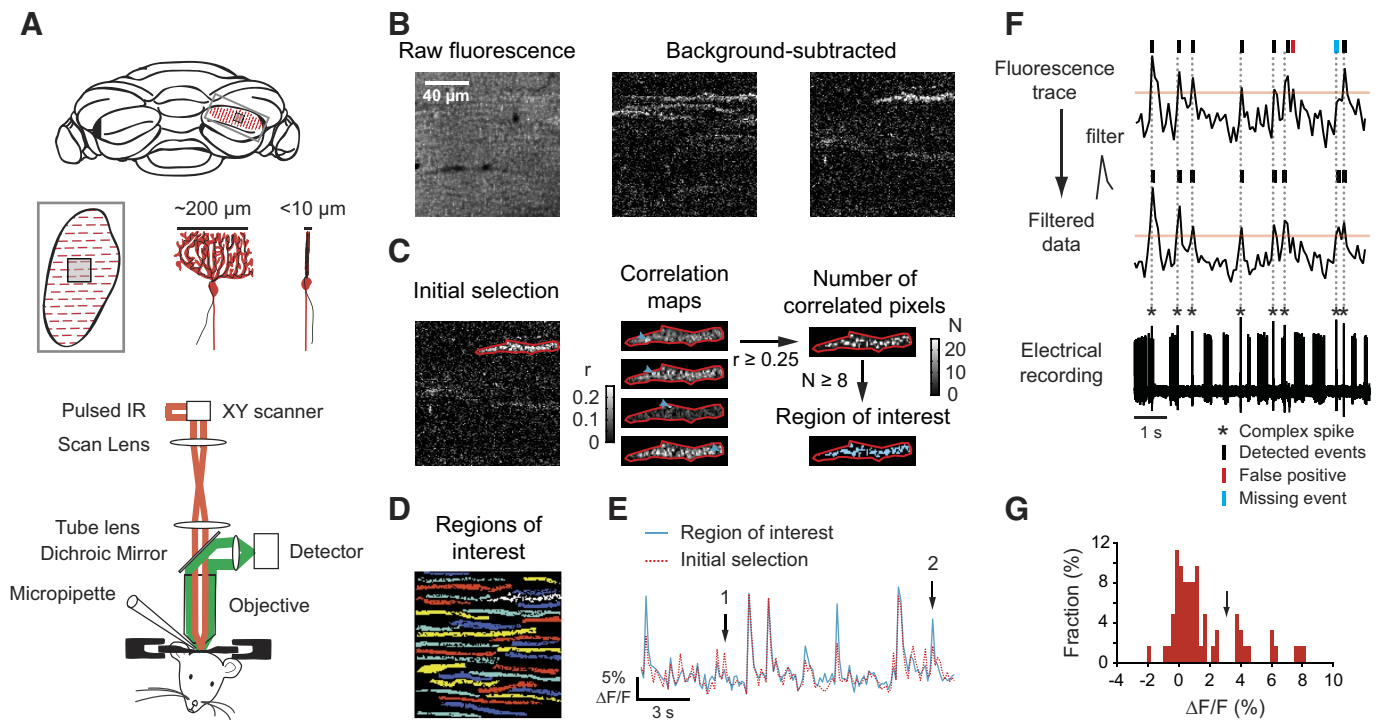 A
~200 µm
<10 µm
Pulsed IR
XY scanner
Scan Lens
Tube lens
Dichroic Mirror
Detector
Micropipette
Objective
B
Raw fluorescence
Background-subtracted
40 µm
C
Initial selection
Correlation
maps
Number of
correlated pixels
r
0.2
0.1
0
r ≥ 0.25
N
20
10
0
N ≥ 8
Region of interest
D
Regions of
interest
E
Region of interest
Initial selection
1
2
5%
ΔF/F
3 s
F
Fluorescence
trace
filter
Filtered
data
* * * * * * * *
Electrical
recording
1 s
* Complex spike
Detected events
False positive
Missing event
G
Fraction (%)
12
8
4
0
-4 -2 0 2 4 6 8 10
ΔF/F (%)